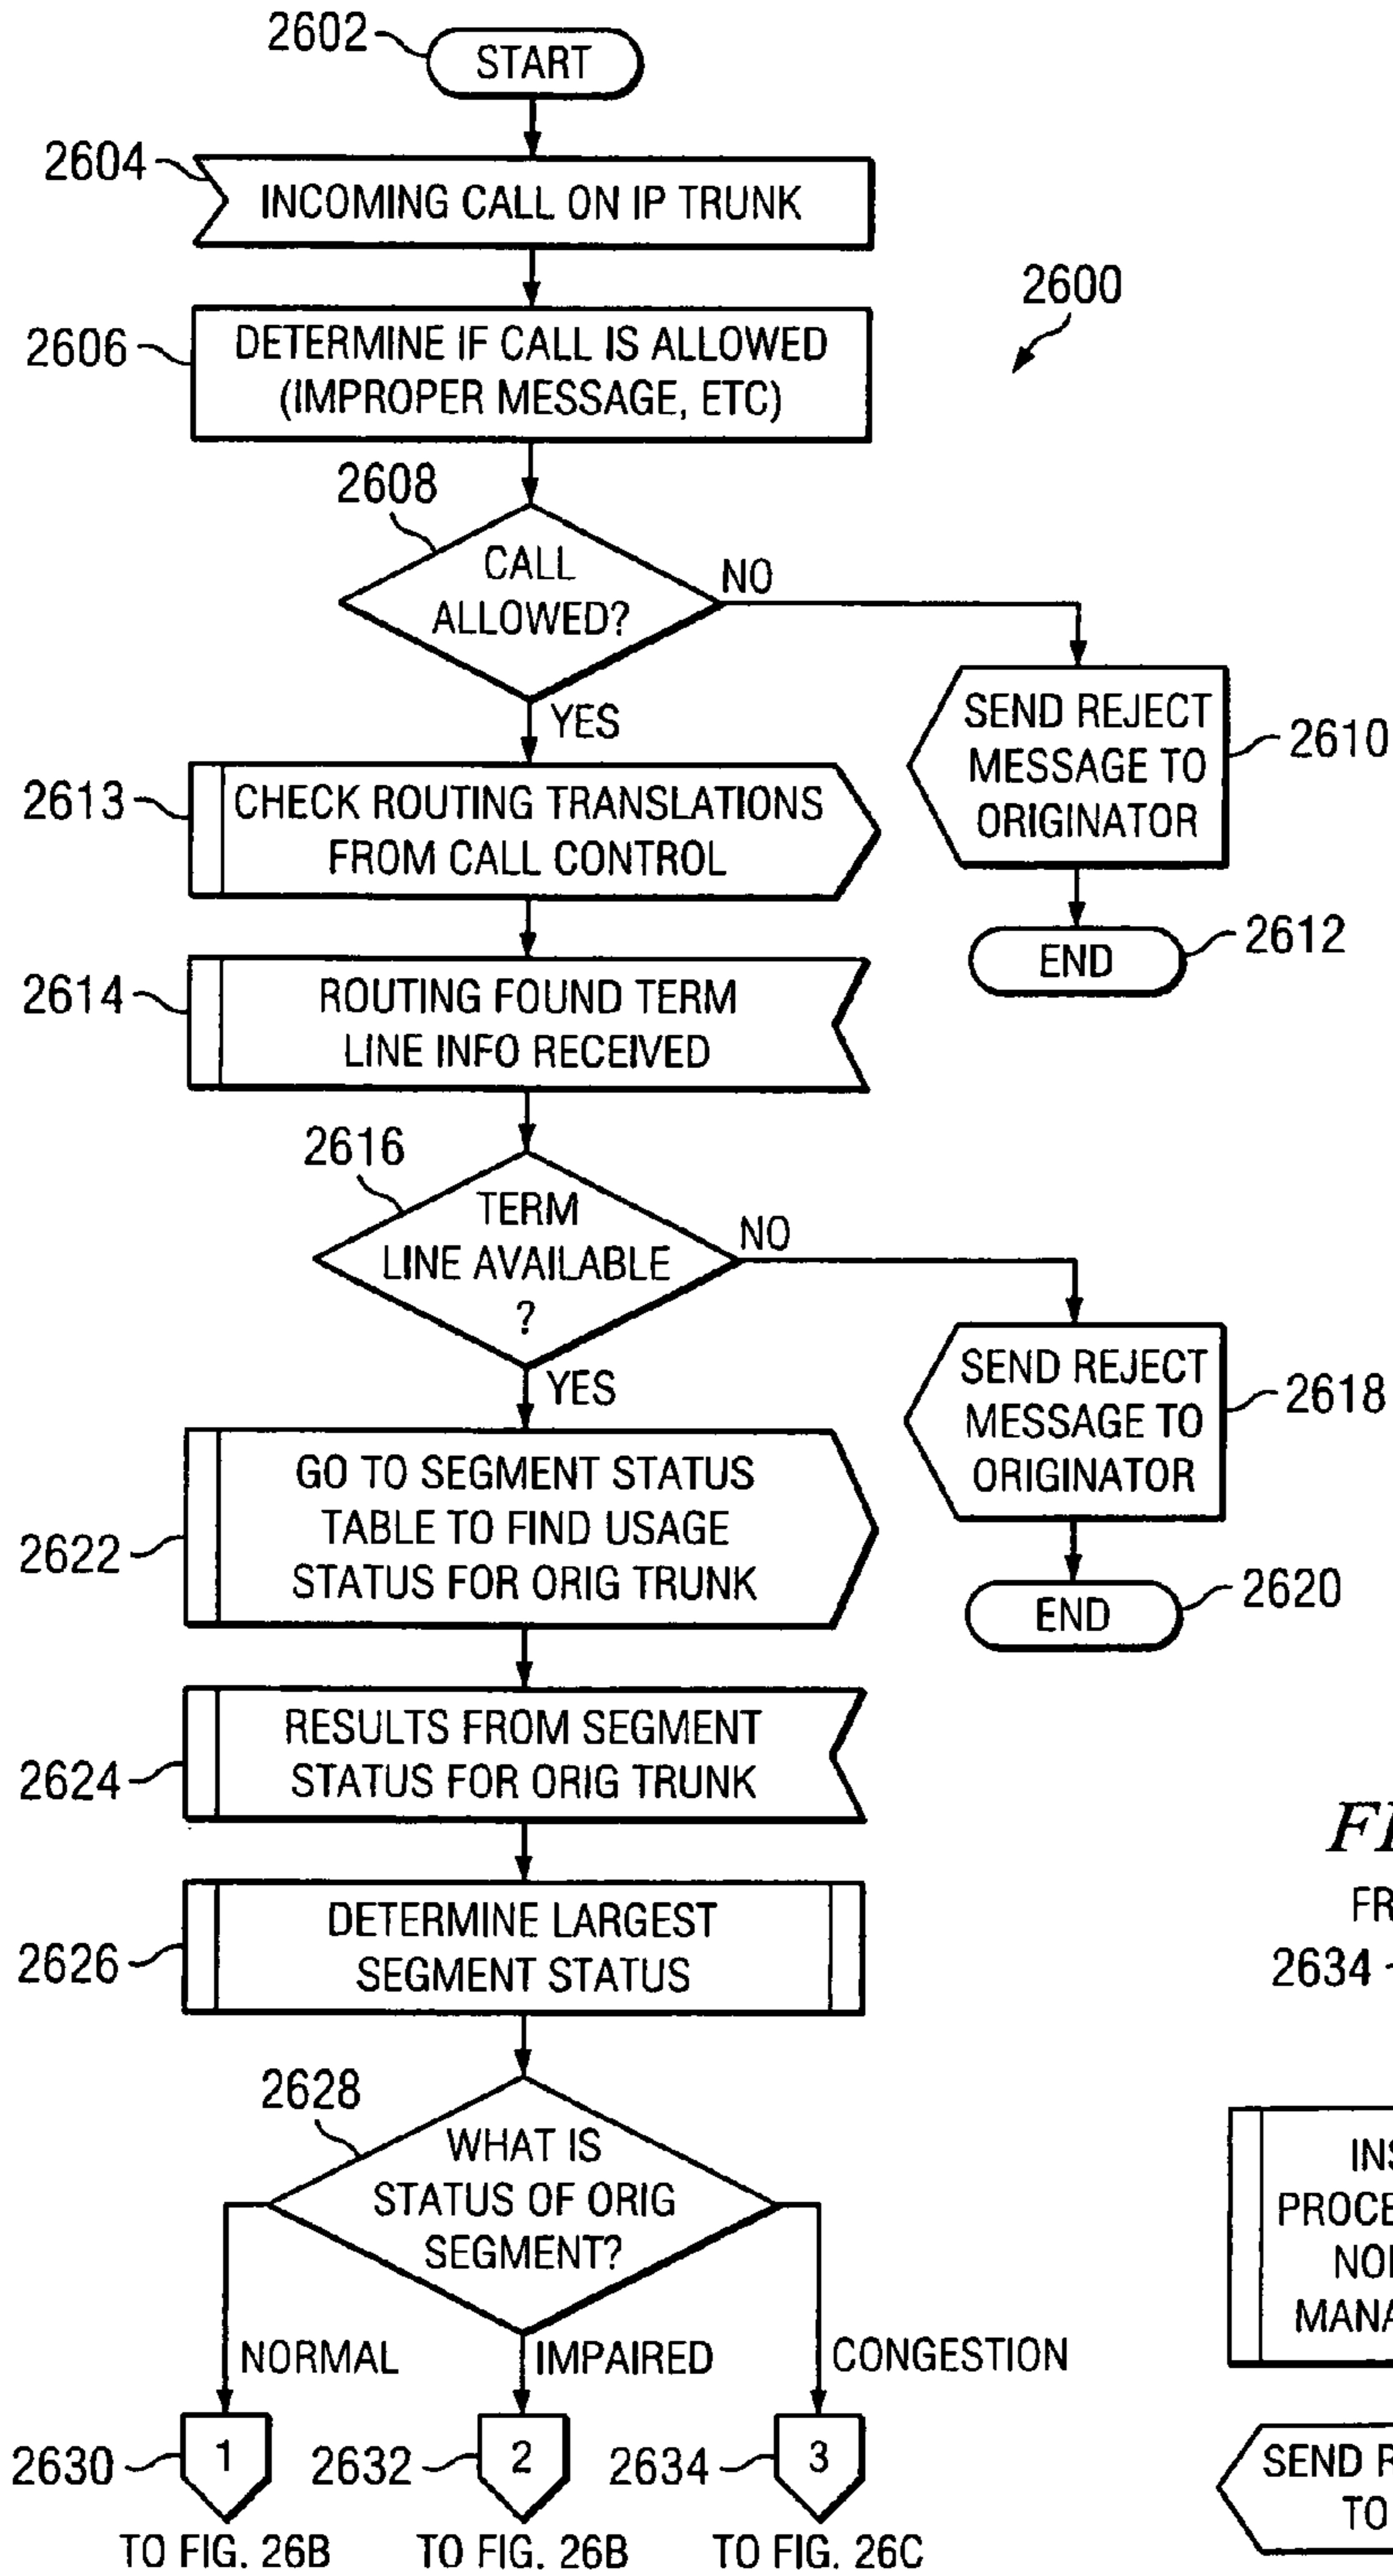 2602
START
2604
INCOMING CALL ON IP TRUNK
2600
2606
DETERMINE IF CALL IS ALLOWED
(IMPROPER MESSAGE, ETC)
2608
CALL
ALLOWED?
NO
YES
SEND REJECT
MESSAGE TO
ORIGINATOR
2610
END
2612
2613
CHECK ROUTING TRANSLATIONS
FROM CALL CONTROL
2614
ROUTING FOUND TERM
LINE INFO RECEIVED
2616
TERM
LINE AVAILABLE
?
NO
YES
SEND REJECT
MESSAGE TO
ORIGINATOR
2618
END
2620
2622
GO TO SEGMENT STATUS
TABLE TO FIND USAGE
STATUS FOR ORIG TRUNK
2624
RESULTS FROM SEGMENT
STATUS FOR ORIG TRUNK
2626
DETERMINE LARGEST
SEGMENT STATUS
2628
WHAT IS
STATUS OF ORIG
SEGMENT?
NORMAL
IMPAIRED
CONGESTION
2630
1
2632
2
2634
3
TO FIG. 26B
TO FIG. 26B
TO FIG. 26C
2634
SEND
TO